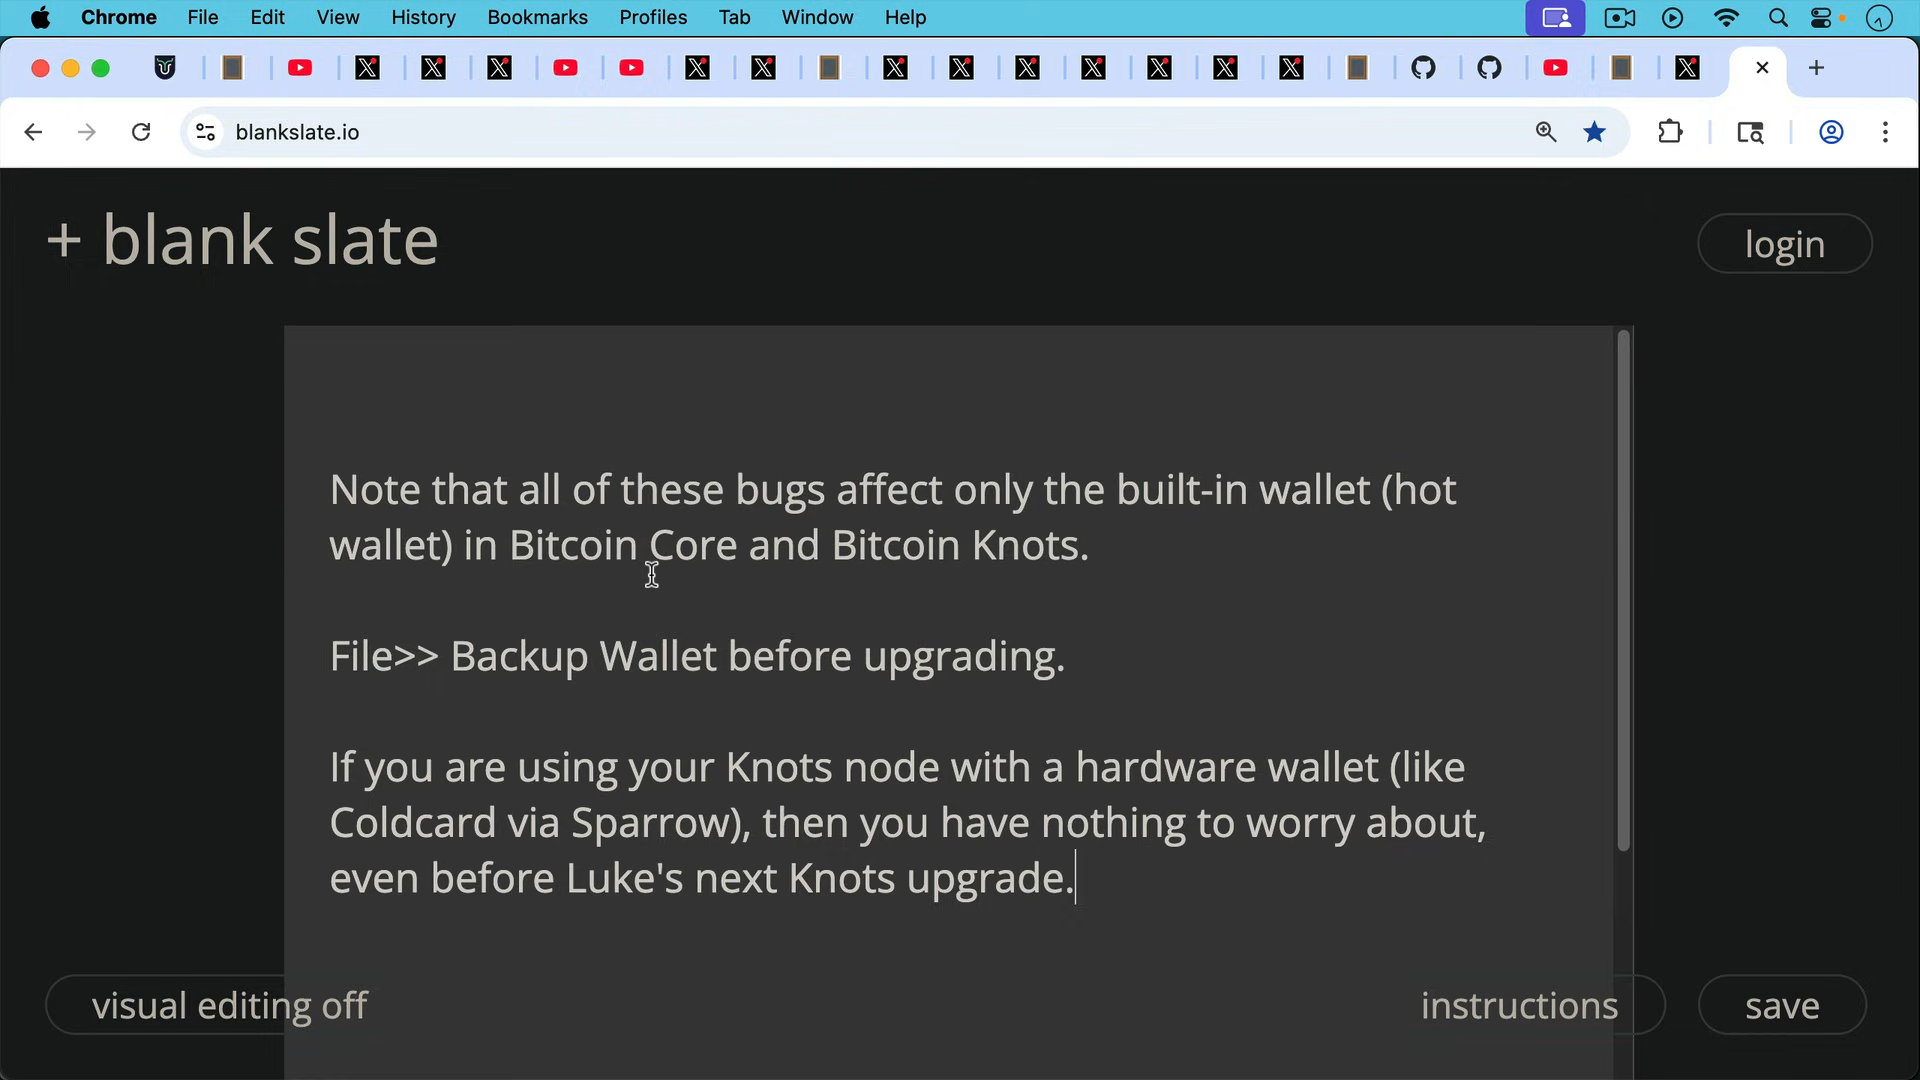 Chrome File Edit View History Bookmarks Profiles Tab Window Help
blankslate.io
+ blank slate
login
Note that all of these bugs affect only the built-in wallet (hot
wallet) in Bitcoin Core and Bitcoin Knots.
File>> Backup Wallet before upgrading.
If you are using your Knots node with a hardware wallet (like
Coldcard via Sparrow), then you have nothing to worry about,
even before Luke's next Knots upgrade.
visual editing off
instructions
save